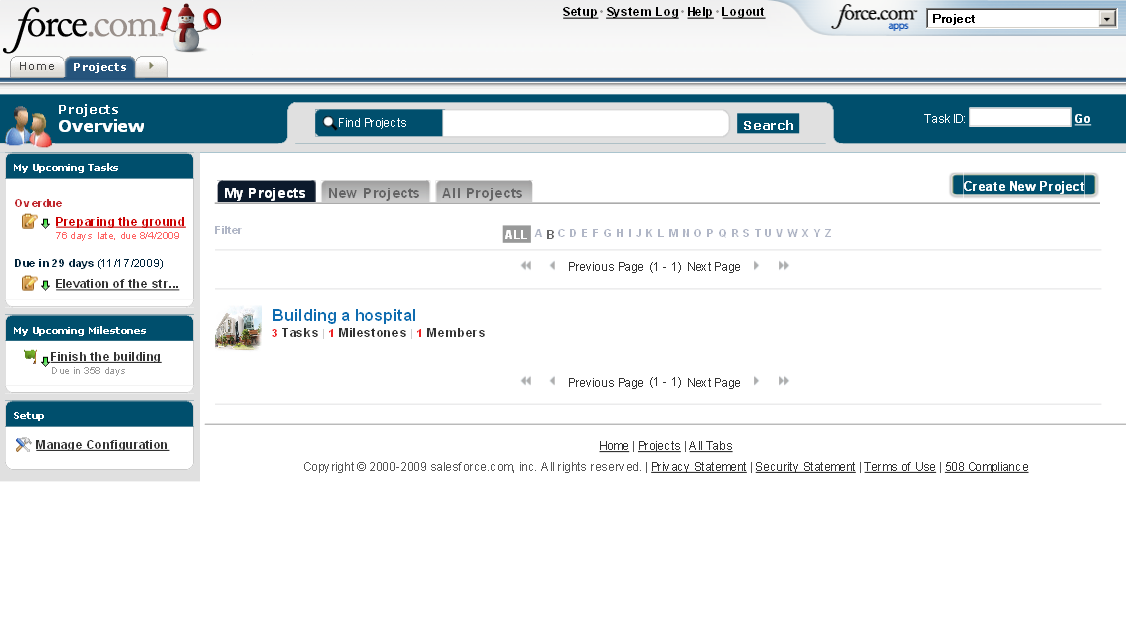 force.com 10
Setup · System Log · Help · Logout
force.com apps
Project
Home
Projects
Projects
Overview
Find Projects
Search
Task ID:
Go
My Upcoming Tasks
Overdue
Preparing the ground
76 days late, due 8/4/2009
Due in 29 days (11/17/2009)
Elevation of the str...
My Upcoming Milestones
Finish the building
Due in 358 days
Setup
Manage Configuration
My Projects
New Projects
All Projects
Create New Project
Filter
ALL A B C D E F G H I J K L M N O P Q R S T U V W X Y Z
Previous Page (1 - 1) Next Page
Building a hospital
3 Tasks | 1 Milestones | 1 Members
Previous Page (1 - 1) Next Page
Home | Projects | All Tabs
Copyright © 2000-2009 salesforce.com, inc. All rights reserved. | Privacy Statement | Security Statement | Terms of Use | 508 Compliance